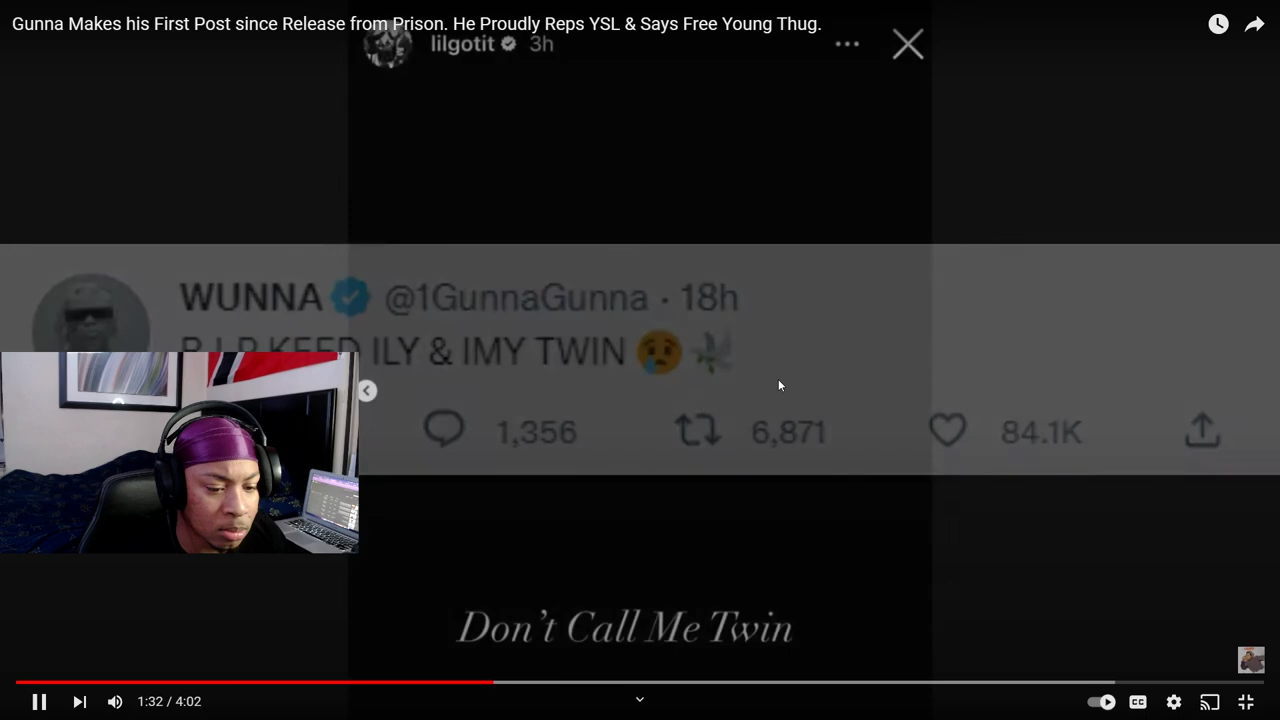 Gunna Makes his First Post since Release from Prison. He Proudly Reps YSL & Says Free Young Thug.
lilgotit 3h
WUNNA @1GunnaGunna · 18h
R.I.P KEED ILY & IMY TWIN 😢 🕊
1,356 6,871 84.1K
Don't Call Me Twin
1:32 / 4:02
CC